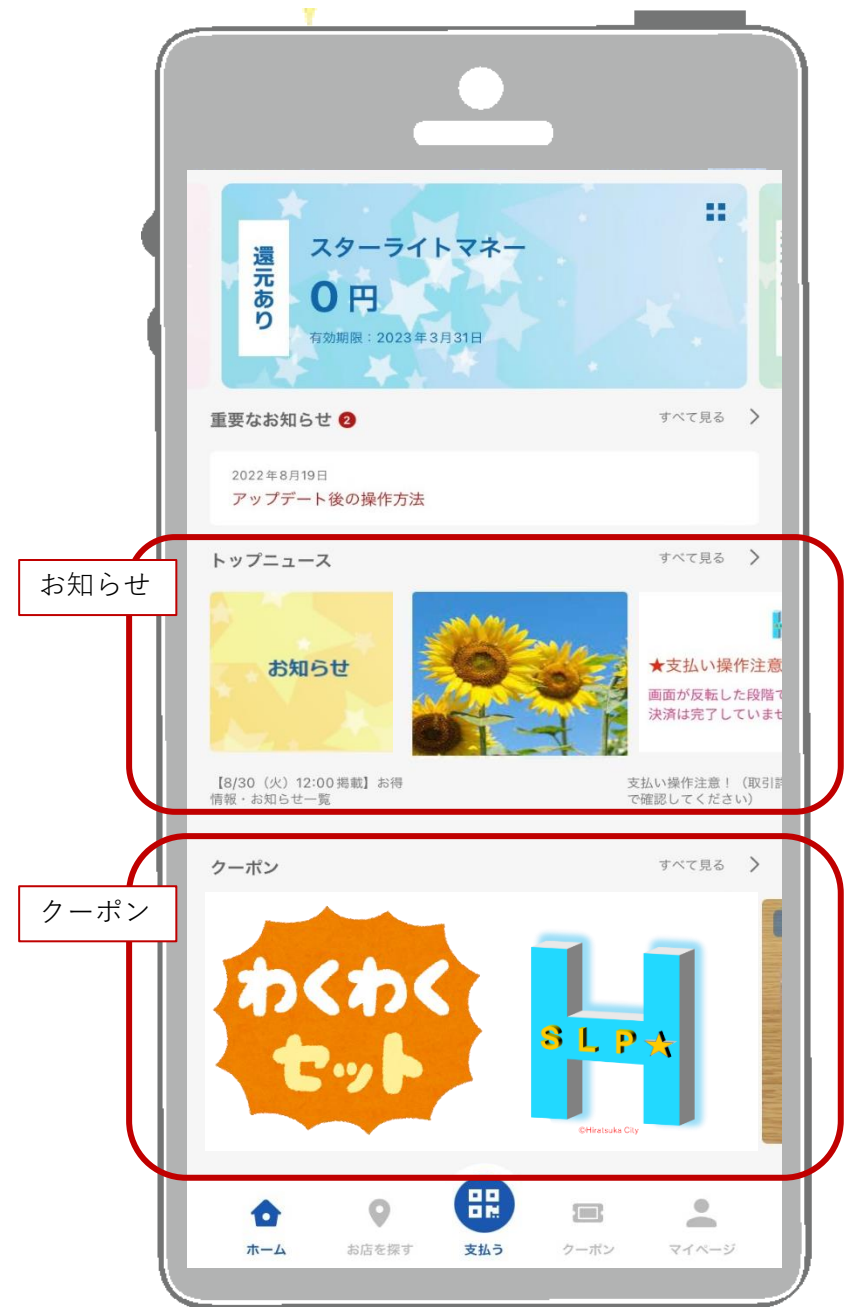 還元あり
スターライトマネー
0円
有効期限：2023年3月31日
重要なお知らせ 2
すべて見る
2022年8月19日
アップデート後の操作方法
お知らせ
トップニュース
すべて見る
お知らせ
★支払い操作注意
画面が反転した段階で
決済は完了していませ
【8/30（火）12:00掲載】お得
情報・お知らせ一覧
支払い操作注意！（取引詳
で確認してください）
クーポン
クーポン
すべて見る
わくわく
セット
SLP★
H
©Hiratsuka City
ホーム
お店を探す
支払う
クーポン
マイページ